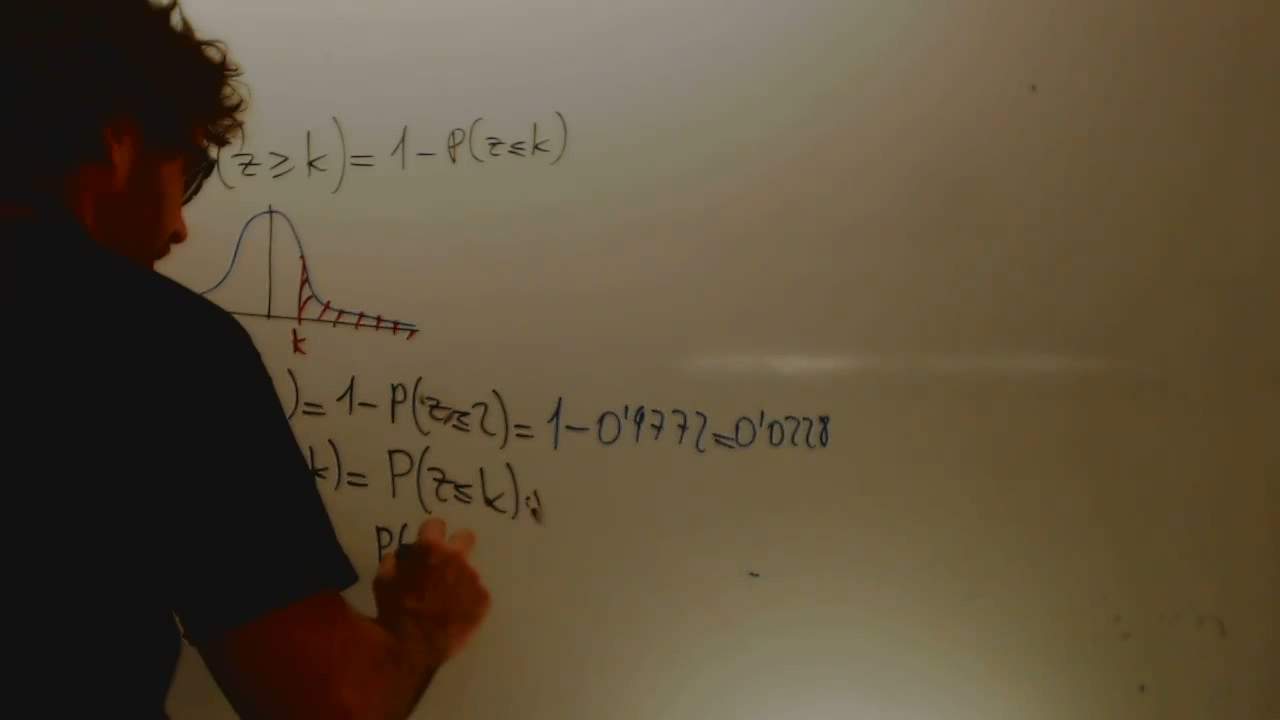 (z ≥ k) = 1 - P(z ≤ k)
k
) = 1 - P(z ≤ 2) = 1 - 0'9772 = 0'0228
k) = P(z ≤ k)
P(